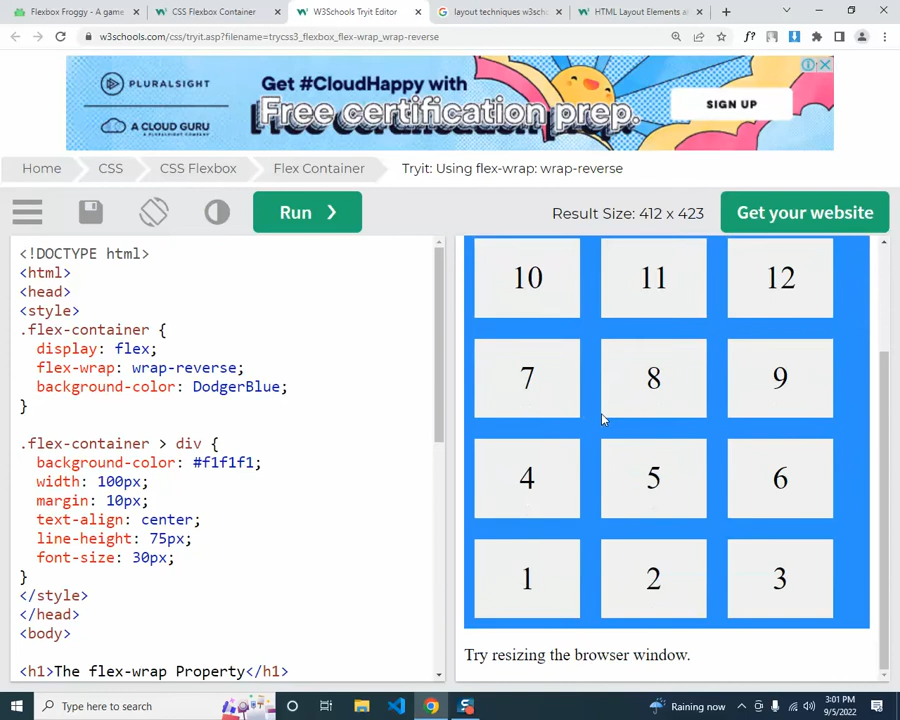 Flexbox Froggy - A game
CSS Flexbox Container
W3Schools Tryit Editor
layout techniques w3sch
HTML Layout Elements a
w3schools.com/css/tryit.asp?filename=trycss3_flexbox_flex-wrap_wrap-reverse
f?
PLURALSIGHT
A CLOUD GURU
Get #CloudHappy with
Free certification prep.
SIGN UP
Home
CSS
CSS Flexbox
Flex Container
Tryit: Using flex-wrap: wrap-reverse
Run ❯
Result Size: 412 x 423
Get your website
<!DOCTYPE html>
<html>
<head>
<style>
.flex-container {
display: flex;
flex-wrap: wrap-reverse;
background-color: DodgerBlue;
}
.flex-container > div {
background-color: #f1f1f1;
width: 100px;
margin: 10px;
text-align: center;
line-height: 75px;
font-size: 30px;
}
</style>
</head>
<body>
<h1>The flex-wrap Property</h1>
10 11 12
7 8 9
4 5 6
1 2 3
Try resizing the browser window.
Type here to search
Raining now
3:01 PM
9/5/2022